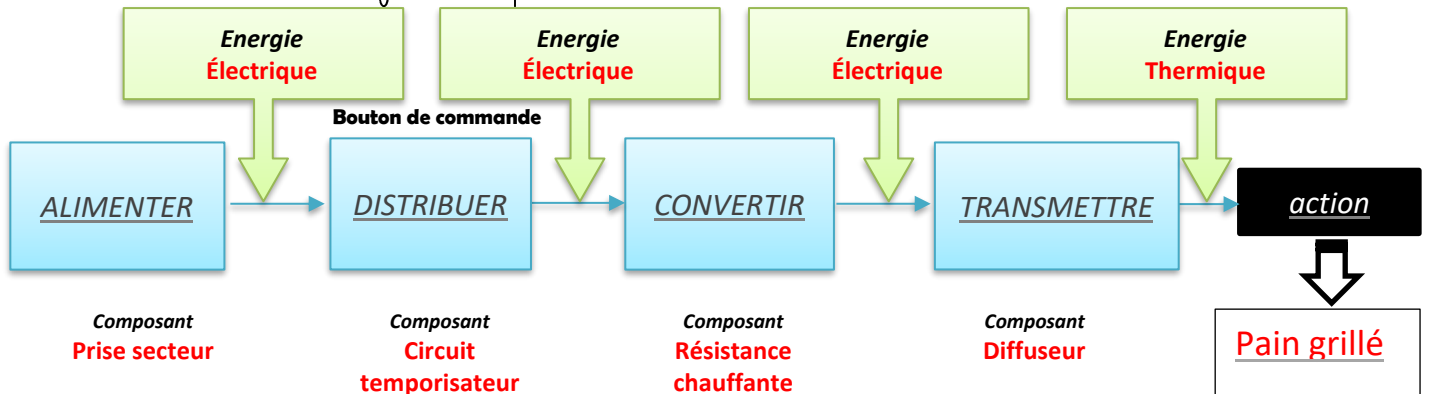 Energie
Électrique
Energie
Électrique
Energie
Électrique
Energie
Thermique
Bouton de commande
ALIMENTER
DISTRIBUER
CONVERTIR
TRANSMETTRE
action
Composant
Prise secteur
Composant
Circuit
temporisateur
Composant
Résistance
chauffante
Composant
Diffuseur
Pain grillé